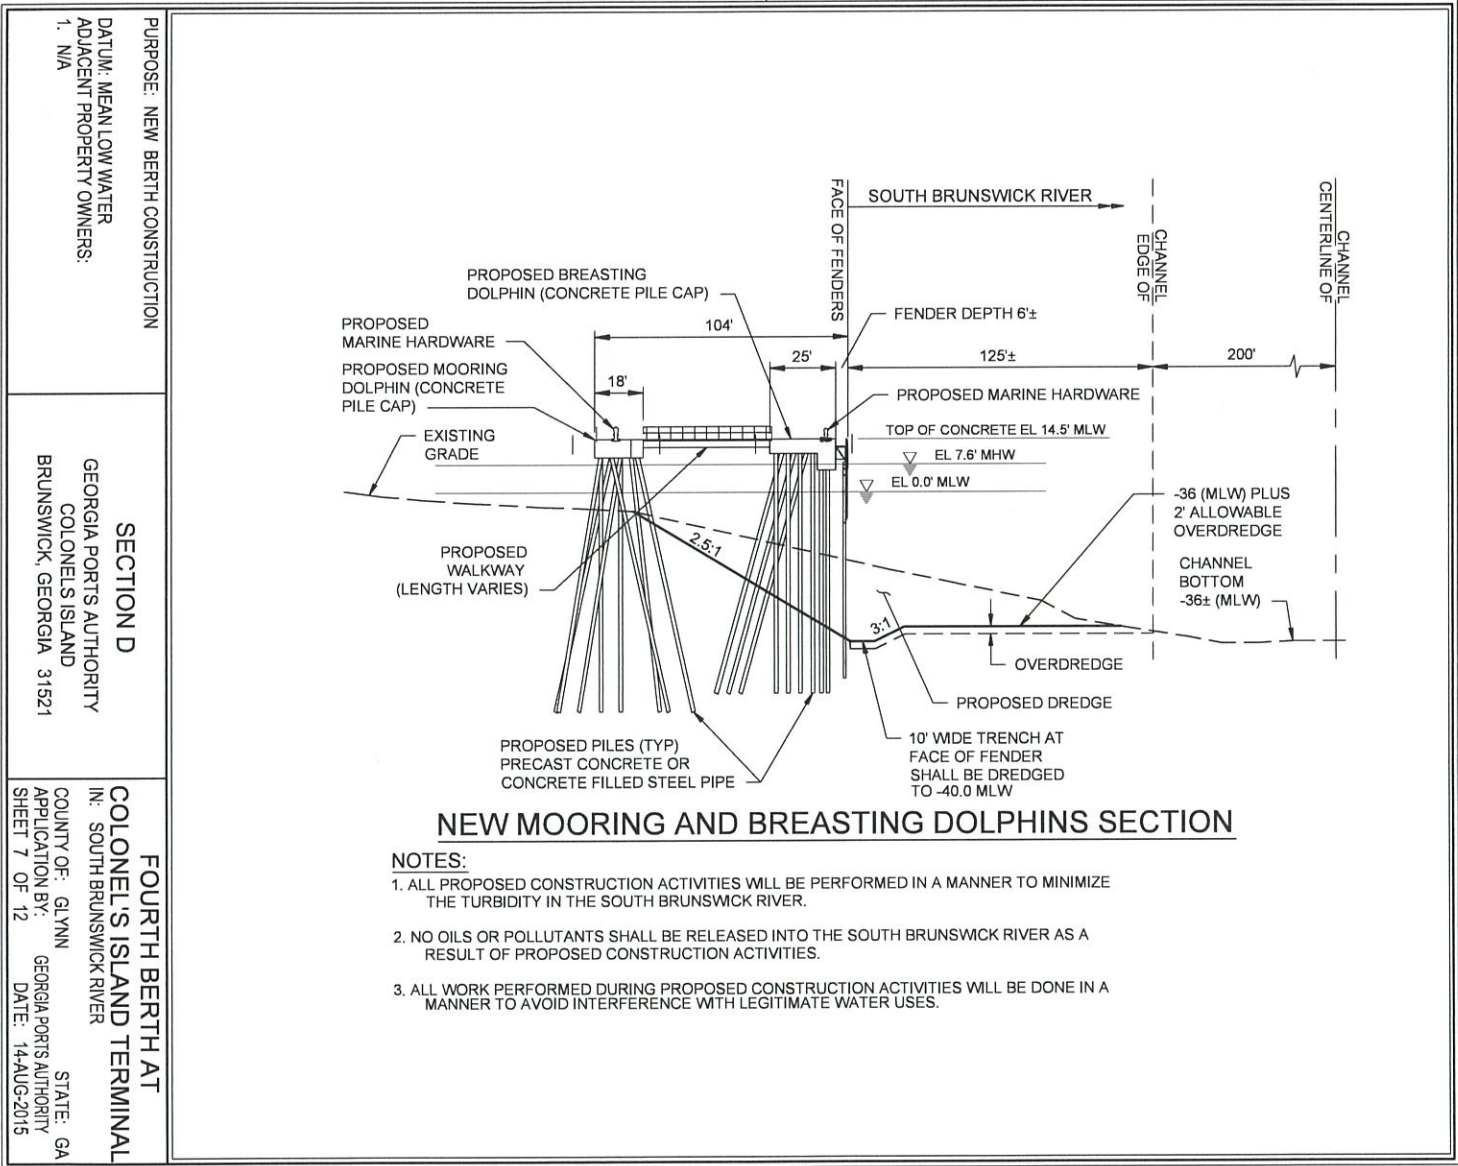 PURPOSE: NEW BERTH CONSTRUCTION
DATUM: MEAN LOW WATER
ADJACENT PROPERTY OWNERS:
1. N/A
SECTION D
GEORGIA PORTS AUTHORITY
COLONELS ISLAND
BRUNSWICK, GEORGIA 31521
FOURTH BERTH AT
COLONEL'S ISLAND TERMINAL
IN: SOUTH BRUNSWICK RIVER
COUNTY OF: GLYNN STATE: GA
APPLICATION BY: GEORGIA PORTS AUTHORITY
SHEET 7 OF 12 DATE: 14-AUG-2015
FACE OF FENDERS
SOUTH BRUNSWICK RIVER
CHANNEL
EDGE OF
CHANNEL
CENTERLINE OF
PROPOSED BREASTING
DOLPHIN (CONCRETE PILE CAP)
FENDER DEPTH 6'±
PROPOSED
MARINE HARDWARE
104'
25'
125'±
200'
PROPOSED MOORING
DOLPHIN (CONCRETE
PILE CAP)
18'
PROPOSED MARINE HARDWARE
TOP OF CONCRETE EL 14.5' MLW
EXISTING
GRADE
EL 7.6' MHW
EL 0.0' MLW
-36 (MLW) PLUS
2' ALLOWABLE
OVERDREDGE
2.5:1
PROPOSED
WALKWAY
(LENGTH VARIES)
CHANNEL
BOTTOM
-36± (MLW)
3:1
OVERDREDGE
PROPOSED DREDGE
PROPOSED PILES (TYP)
PRECAST CONCRETE OR
CONCRETE FILLED STEEL PIPE
10' WIDE TRENCH AT
FACE OF FENDER
SHALL BE DREDGED
TO -40.0 MLW
NEW MOORING AND BREASTING DOLPHINS SECTION
NOTES:
1. ALL PROPOSED CONSTRUCTION ACTIVITIES WILL BE PERFORMED IN A MANNER TO MINIMIZE
THE TURBIDITY IN THE SOUTH BRUNSWICK RIVER.
2. NO OILS OR POLLUTANTS SHALL BE RELEASED INTO THE SOUTH BRUNSWICK RIVER AS A
RESULT OF PROPOSED CONSTRUCTION ACTIVITIES.
3. ALL WORK PERFORMED DURING PROPOSED CONSTRUCTION ACTIVITIES WILL BE DONE IN A
MANNER TO AVOID INTERFERENCE WITH LEGITIMATE WATER USES.